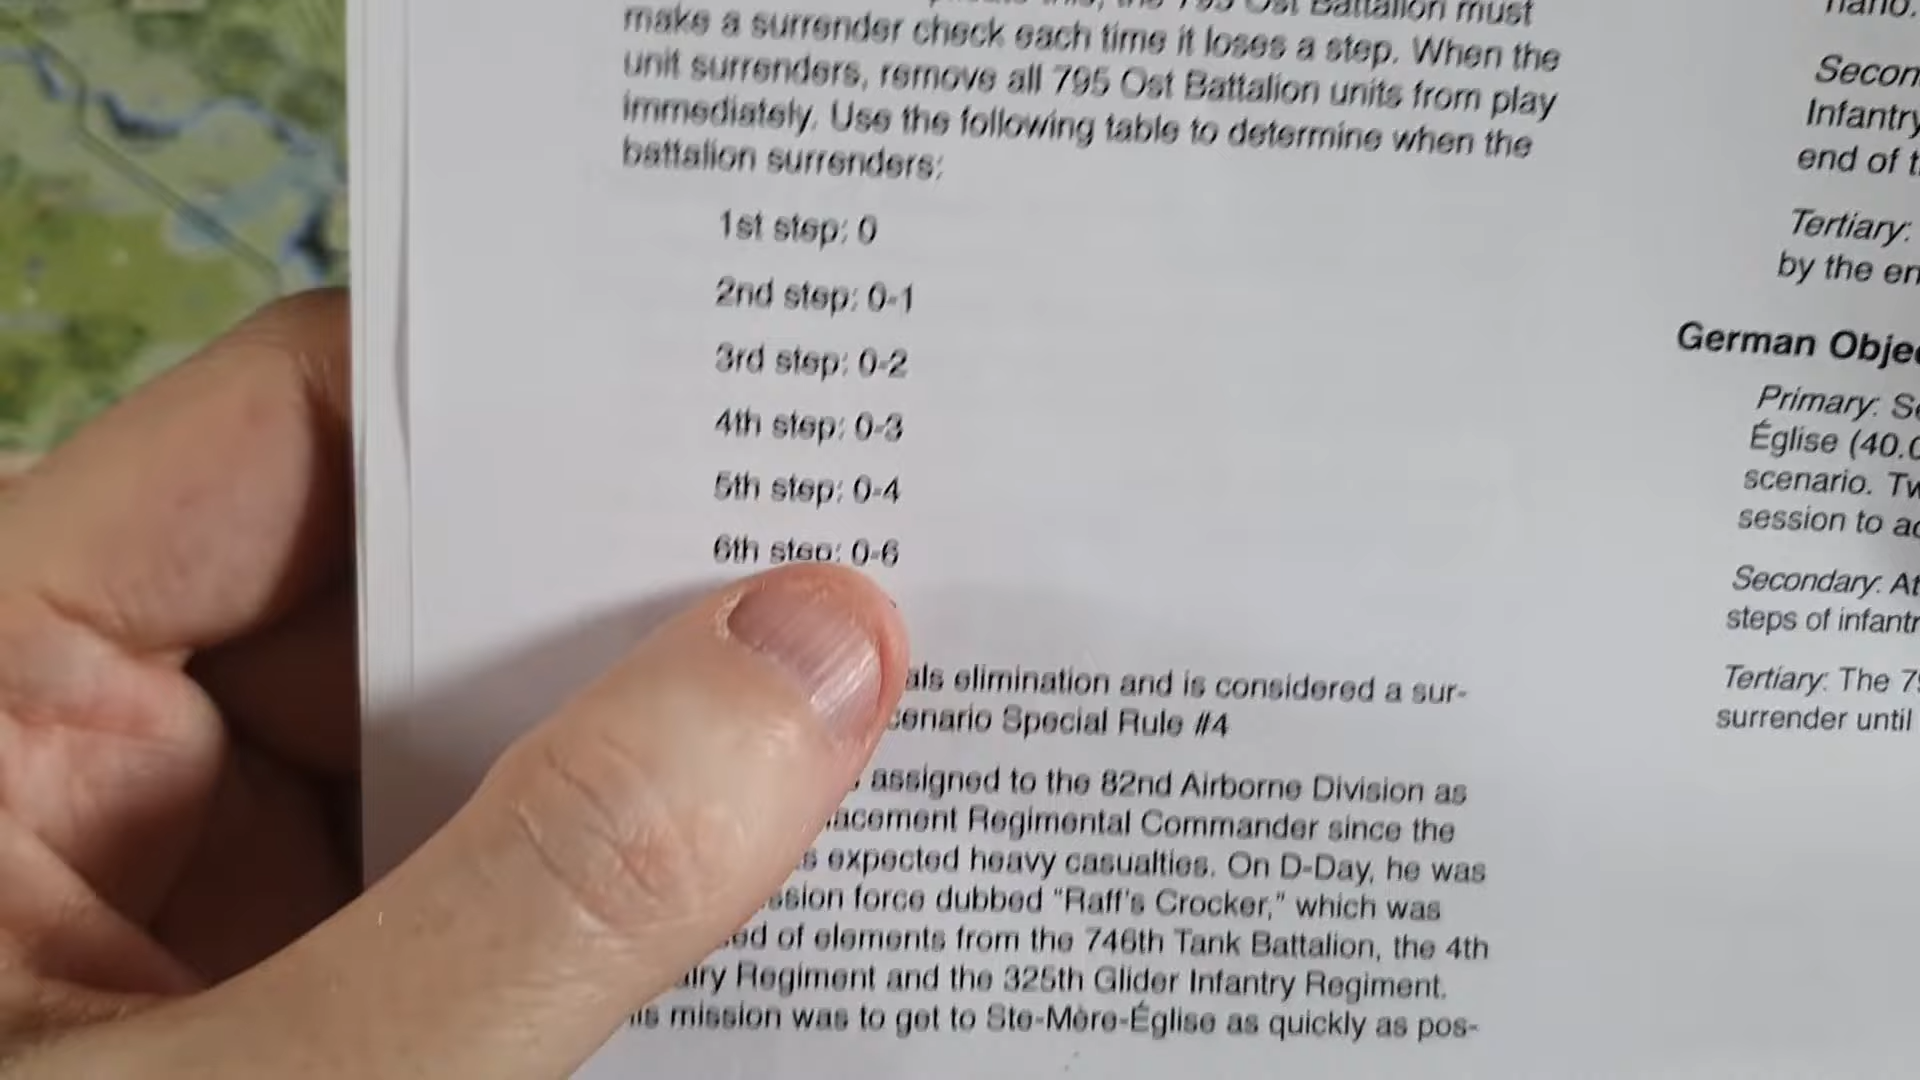 795 Ost Battalion must
make a surrender check each time it loses a step. When the
unit surrenders, remove all 795 Ost Battalion units from play
immediately. Use the following table to determine when the
battalion surrenders:
1st step: 0
2nd step: 0-1
3rd step: 0-2
4th step: 0-3
5th step: 0-4
6th step: 0-6
elimination and is considered a sur-
Scenario Special Rule #4
assigned to the 82nd Airborne Division as
Regimental Commander since the
expected heavy casualties. On D-Day, he was
force dubbed "Raff's Crocker," which was
of elements from the 746th Tank Battalion, the 4th
Regiment and the 325th Glider Infantry Regiment.
mission was to get to Ste-Mère-Église as quickly as pos-
Infantry
end of
Tertiary:
by the
German
Primary:
Église
scenario.
session to
Secondary:
steps of
Tertiary: The
surrender until